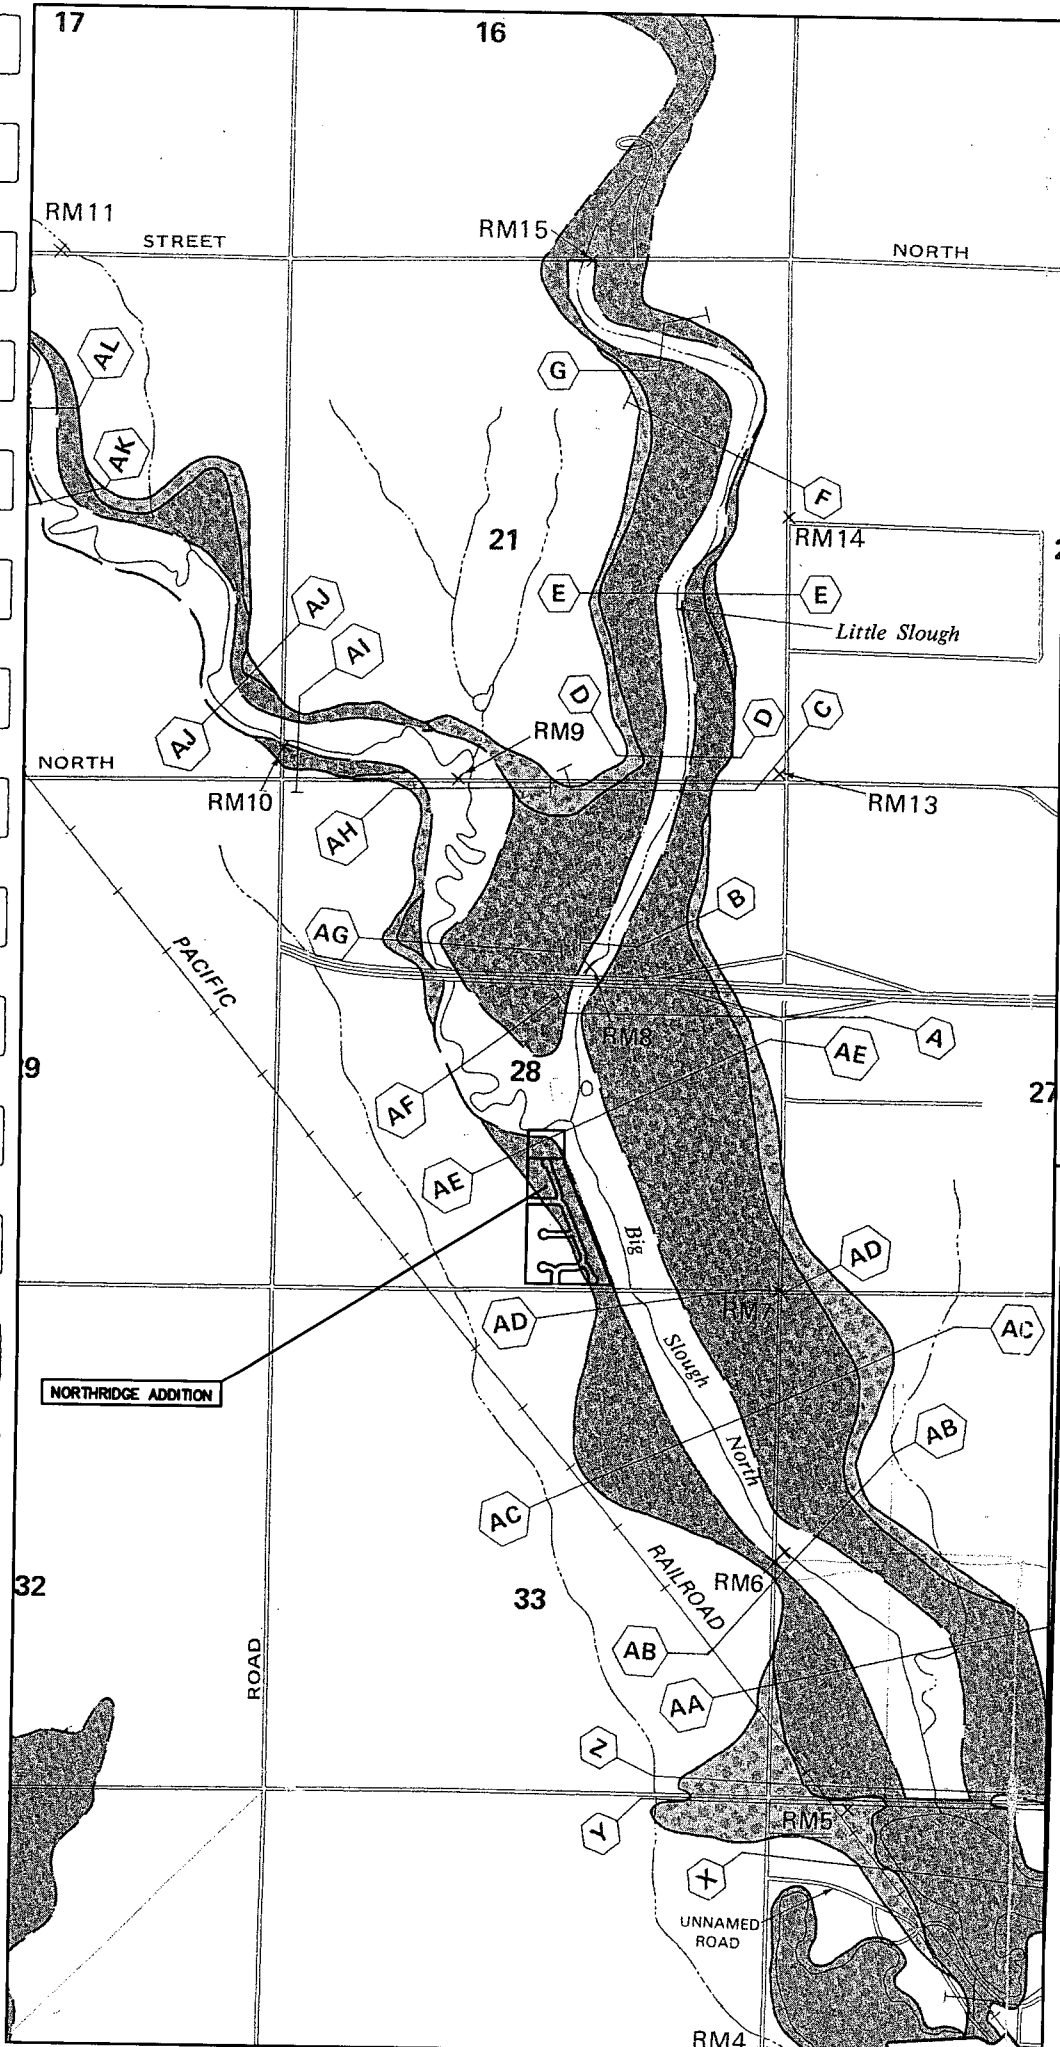 17
16
RM11
STREET
RM15
NORTH
AL
G
AK
F
RM14
21
E
E
Little Slough
AJ
AI
D
D
C
RM9
AJ
NORTH
RM10
RM13
AH
B
AG
PACIFIC
RM8
A
AE
28
27
AF
AE
Big
AD
RM7
AD
AC
Slough
NORTHRIDGE ADDITION
AB
North
AC
RAILROAD
RM6
32
33
ROAD
AB
AA
Z
Y
RM5
X
UNNAMED
ROAD
RM4